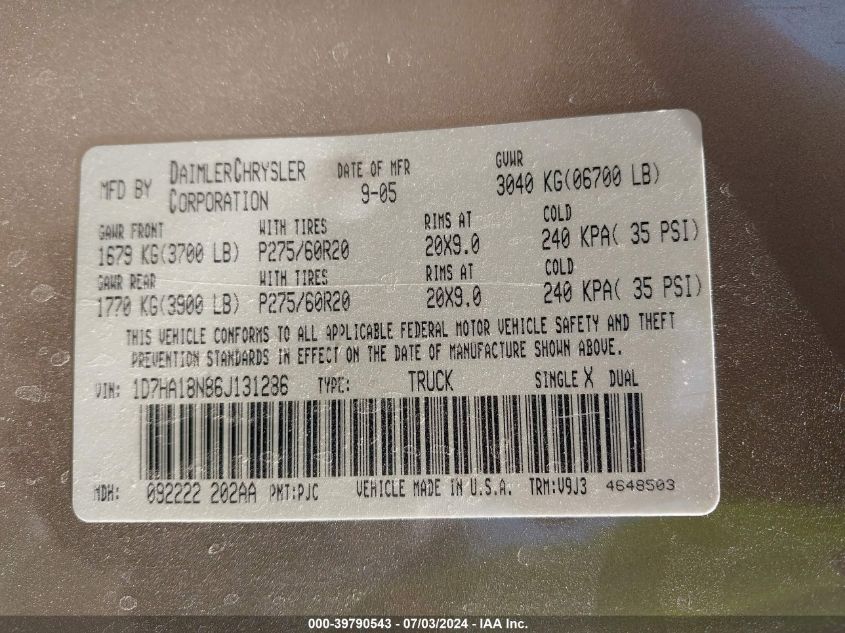 MFD BY DAIMLERCHRYSLER CORPORATION DATE OF MFR 9-05 GVWR 3040 KG(06700 LB)
GAWR FRONT WITH TIRES RIMS AT COLD
1679 KG(3700 LB) P275/60R20 20X9.0 240 KPA( 35 PSI)
GAWR REAR WITH TIRES RIMS AT COLD
1770 KG(3900 LB) P275/60R20 20X9.0 240 KPA( 35 PSI)
THIS VEHICLE CONFORMS TO ALL APPLICABLE FEDERAL MOTOR VEHICLE SAFETY AND THEFT
PREVENTION STANDARDS IN EFFECT ON THE DATE OF MANUFACTURE SHOWN ABOVE.
VIN: 1D7HA18N86J131286 TYPE: TRUCK SINGLE X DUAL
MDH: 092222 202AA PNT:PJC VEHICLE MADE IN U.S.A. TRM:V9J3 4648503
000-39790543 - 07/03/2024 - IAA Inc.